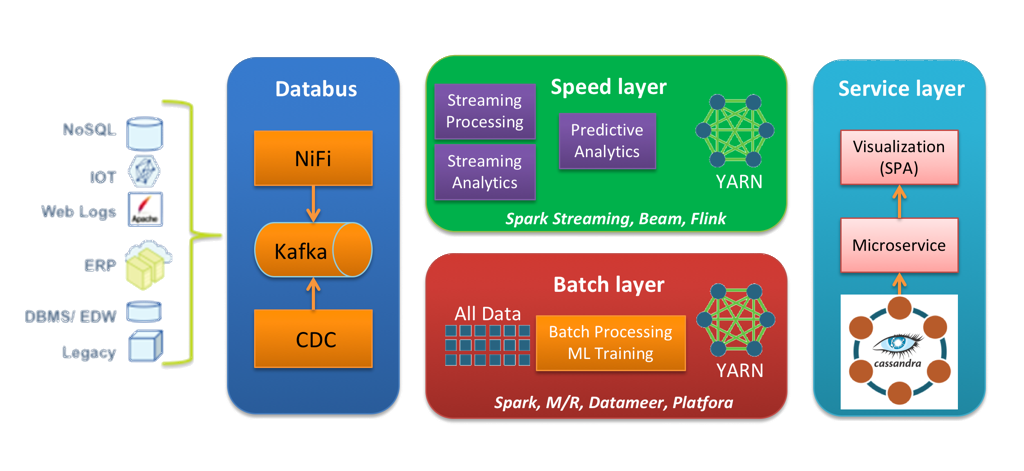 NoSQL
IOT
Web Logs
Apache
ERP
DBMS/ EDW
Legacy
Databus
NiFi
Kafka
CDC
Speed layer
Streaming
Processing
Streaming
Analytics
Predictive
Analytics
YARN
Spark Streaming, Beam, Flink
Batch layer
All Data
Batch Processing
ML Training
YARN
Spark, M/R, Datameer, Platfora
Service layer
Visualization
(SPA)
Microservice
cassandra